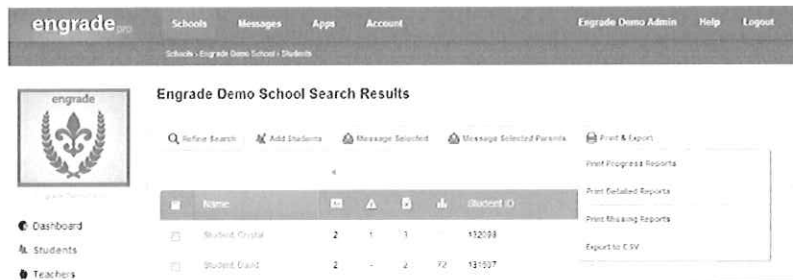 engrade pro Schools Messages Apps Account Engrade Demo Admin Help Logout
Schools › Engrade Demo School › Students
engrade
Engrade Demo School Search Results
Refine Search Add Students Message Selected Message Selected Parents Print & Export
Print Progress Reports
Print Detailed Reports
Print Missing Reports
Export to CSV
«
Name Student ID
Student, Crystal 2 1 3
Student, David 2 - 2 72 131507
Dashboard
Students
Teachers